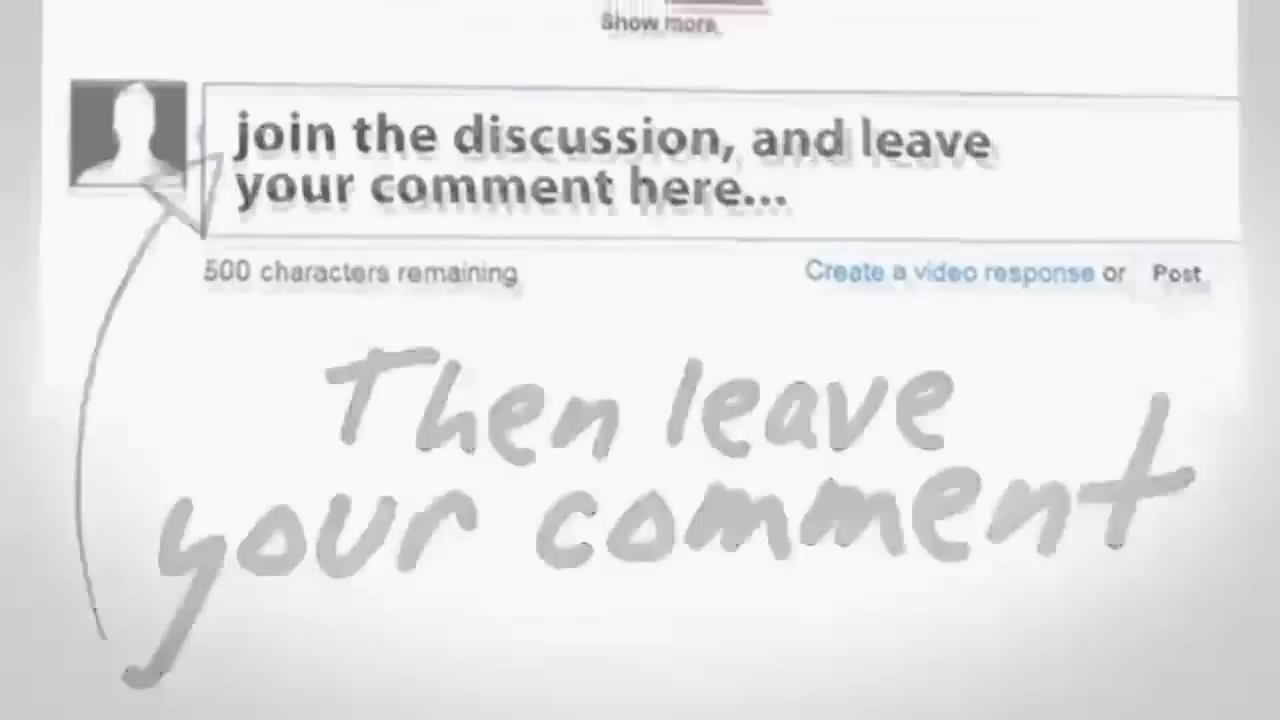 Show more
join the discussion, and leave
your comment here...
500 characters remaining
Create a video response or Post
Then leave
your comment